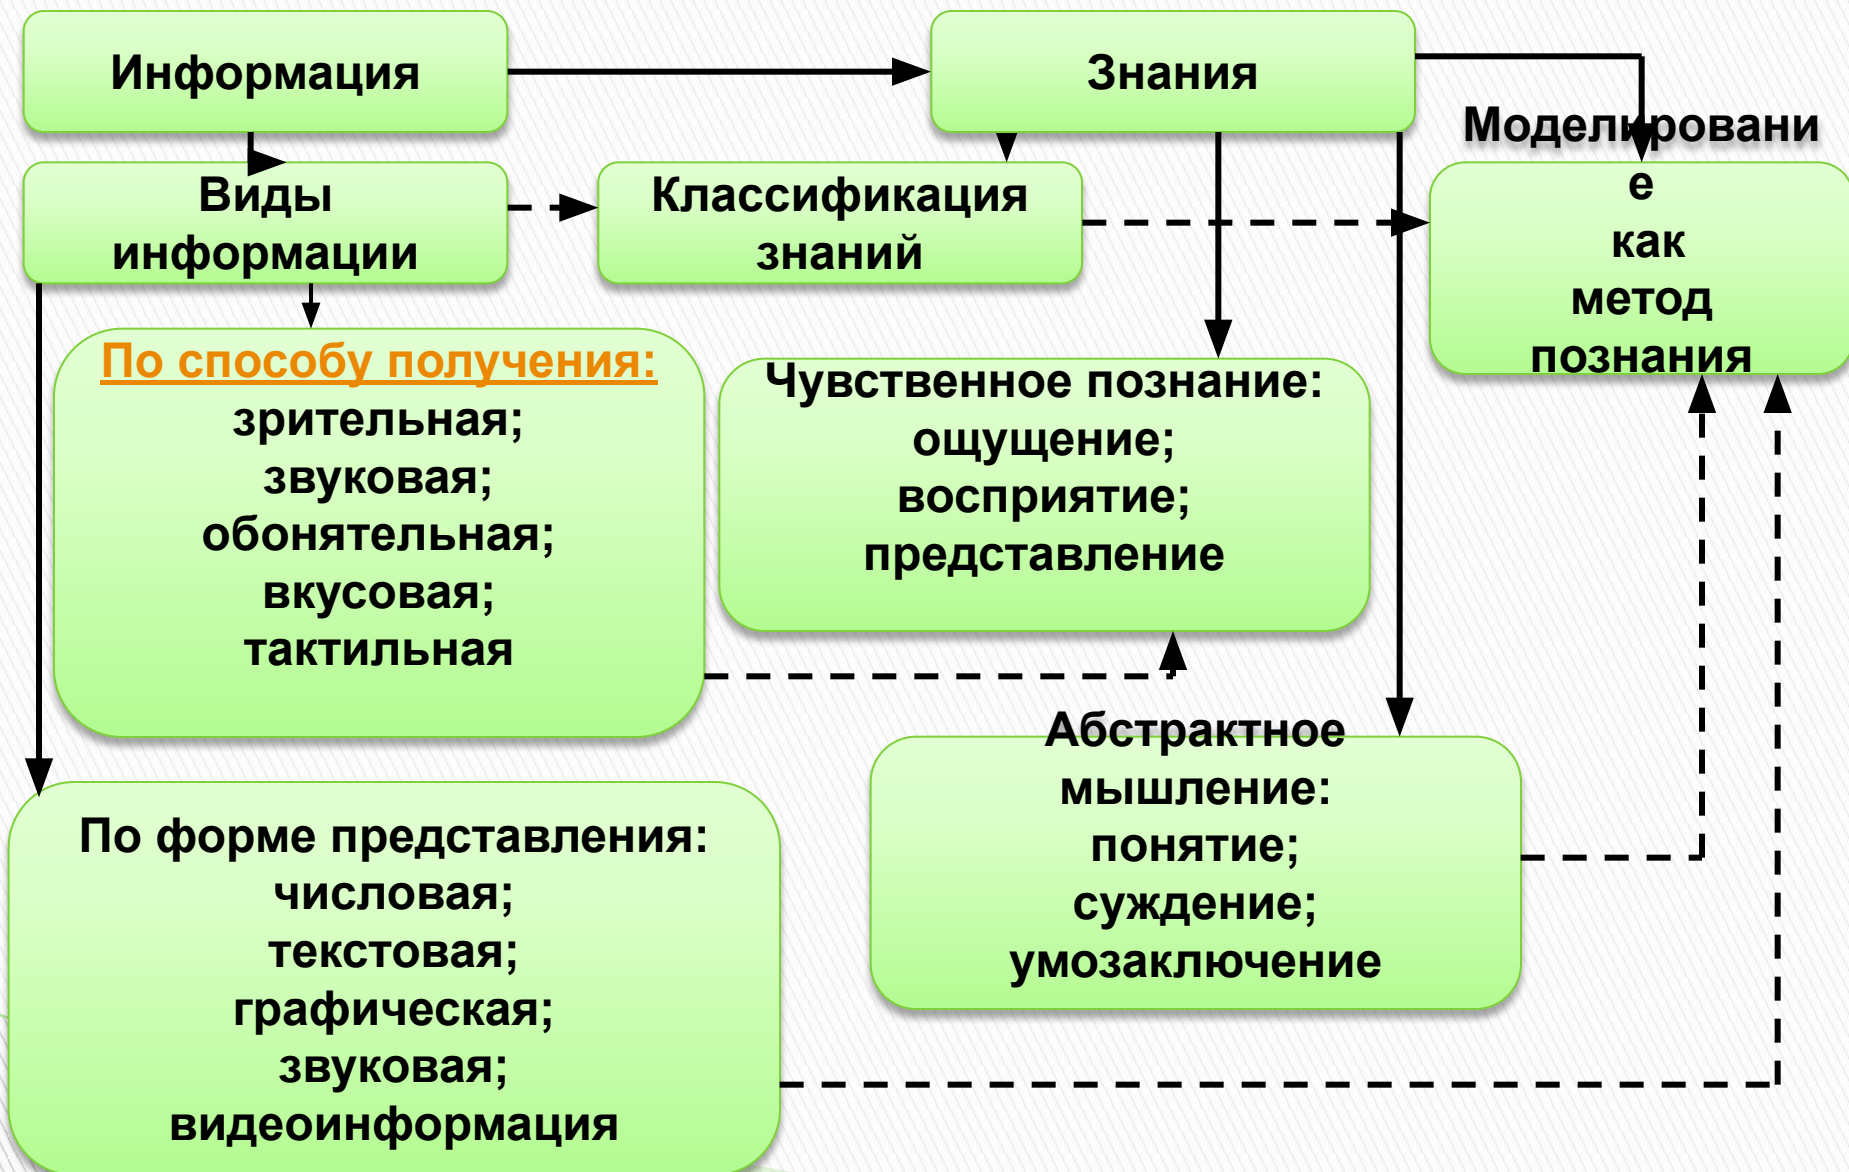 Информация
Знания
Виды
информации
Классификация
знаний
Моделировани
е
как
метод
познания
По способу получения:
зрительная;
звуковая;
обонятельная;
вкусовая;
тактильная
Чувственное познание:
ощущение;
восприятие;
представление
Абстрактное
мышление:
понятие;
суждение;
умозаключение
По форме представления:
числовая;
текстовая;
графическая;
звуковая;
видеоинформация